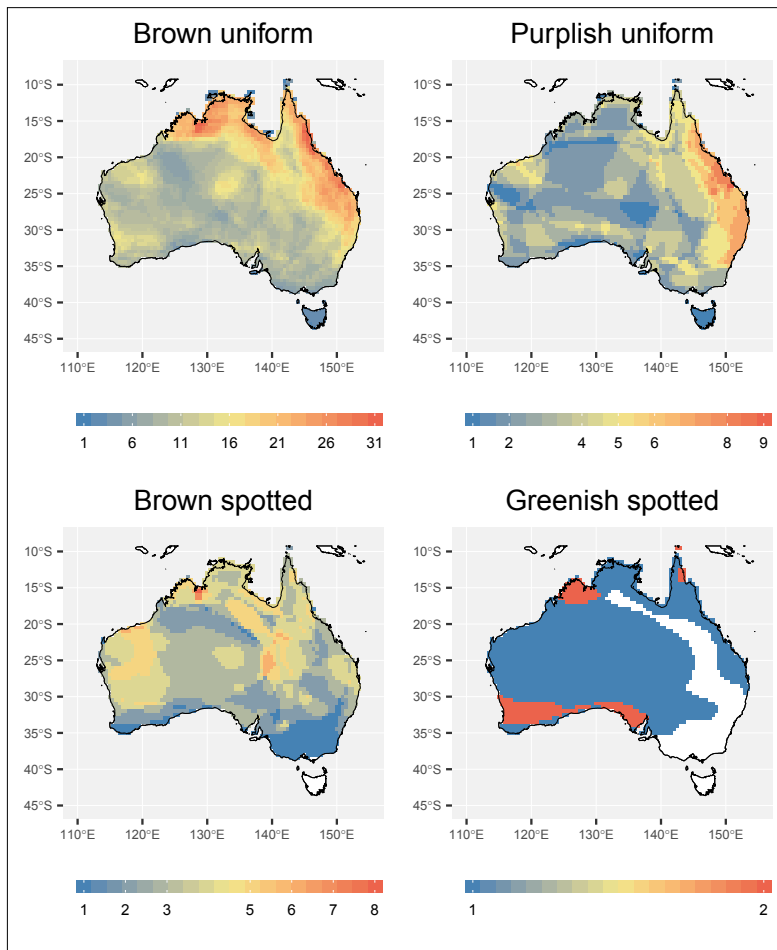 Brown uniform
Purplish uniform
10°S
15°S
20°S
25°S
30°S
35°S
40°S
45°S
110°E 120°E 130°E 140°E 150°E
10°S
15°S
20°S
25°S
30°S
35°S
40°S
45°S
110°E 120°E 130°E 140°E 150°E
1 6 11 16 21 26 31
1 2 4 5 6 8 9
Brown spotted
Greenish spotted
10°S
15°S
20°S
25°S
30°S
35°S
40°S
45°S
110°E 120°E 130°E 140°E 150°E
10°S
15°S
20°S
25°S
30°S
35°S
40°S
45°S
110°E 120°E 130°E 140°E 150°E
1 2 3 5 6 7 8
1 2